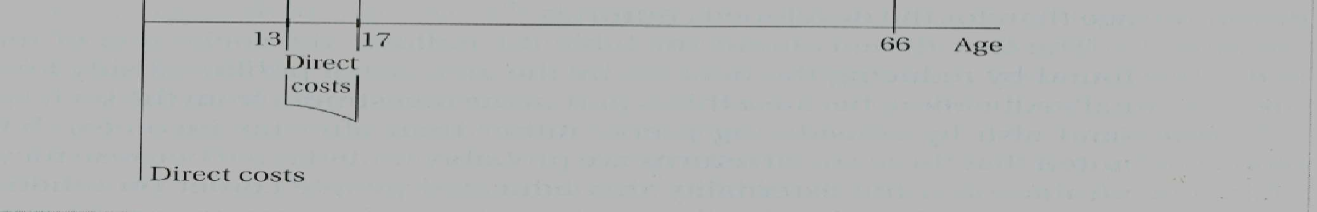 13 17 66 Age
Direct
costs
Direct costs